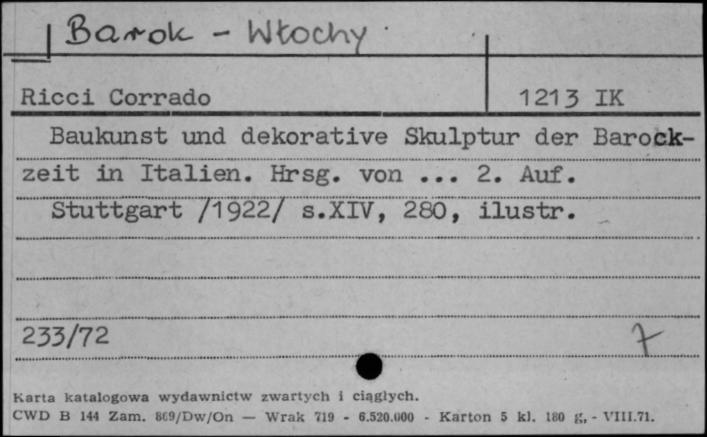 Barok - Włochy
Ricci Corrado 1213 IK
Baukunst und dekorative Skulptur der Barock-
zeit in Italien. Hrsg. von ... 2. Auf.
Stuttgart /1922/ s.XIV, 280, ilustr.
233/72 7
Karta katalogowa wydawnictw zwartych i ciągłych.
CWD B 144 Zam. 869/Dw/On — Wrak 719 - 6.520.000 - Karton 5 kl. 180 g, - VIII.71.